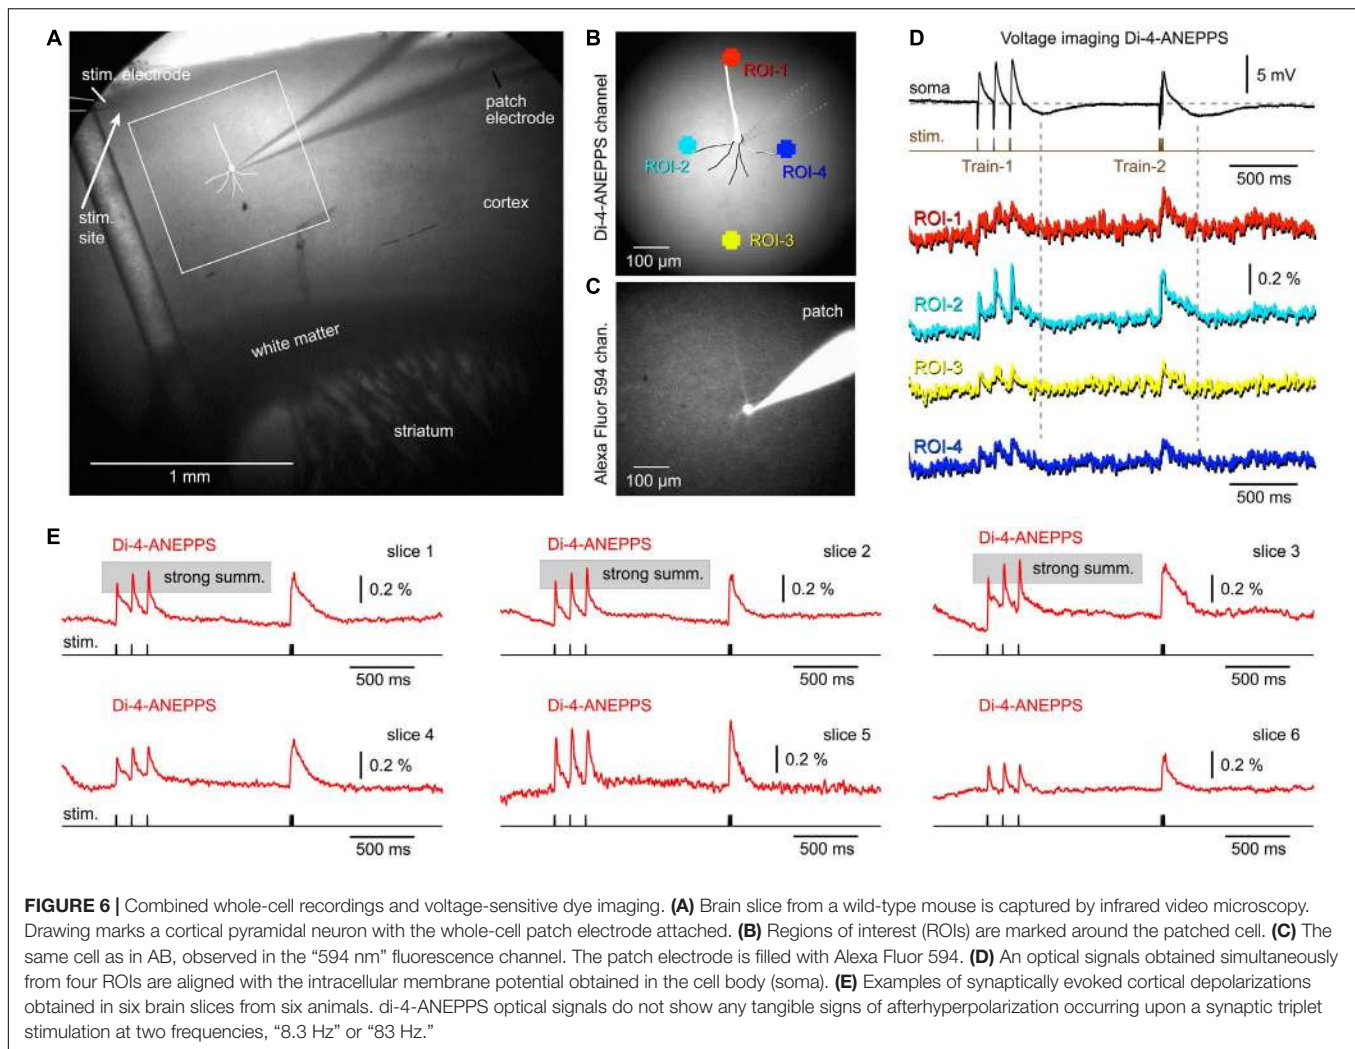 A
stim. electrode
patch
electrode
stim.
site
cortex
white matter
striatum
1 mm
B
Di-4-ANEPPS channel
ROI-1
ROI-2
ROI-4
ROI-3
100 µm
C
Alexa Fluor 594 chan.
patch
100 µm
D
Voltage imaging Di-4-ANEPPS
soma
5 mV
stim.
Train-1
Train-2
500 ms
ROI-1
ROI-2
0.2 %
ROI-3
ROI-4
500 ms
E
Di-4-ANEPPS
slice 1
strong summ.
0.2 %
stim.
500 ms
Di-4-ANEPPS
slice 2
strong summ.
0.2 %
500 ms
Di-4-ANEPPS
slice 3
strong summ.
0.2 %
500 ms
Di-4-ANEPPS
slice 4
0.2 %
stim.
500 ms
Di-4-ANEPPS
slice 5
0.2 %
500 ms
Di-4-ANEPPS
slice 6
0.2 %
500 ms
FIGURE 6 | Combined whole-cell recordings and voltage-sensitive dye imaging. (A) Brain slice from a wild-type mouse is captured by infrared video microscopy.
Drawing marks a cortical pyramidal neuron with the whole-cell patch electrode attached. (B) Regions of interest (ROIs) are marked around the patched cell. (C) The
same cell as in AB, observed in the “594 nm” fluorescence channel. The patch electrode is filled with Alexa Fluor 594. (D) An optical signals obtained simultaneously
from four ROIs are aligned with the intracellular membrane potential obtained in the cell body (soma). (E) Examples of synaptically evoked cortical depolarizations
obtained in six brain slices from six animals. di-4-ANEPPS optical signals do not show any tangible signs of afterhyperpolarization occurring upon a synaptic triplet
stimulation at two frequencies, “8.3 Hz” or “83 Hz.”